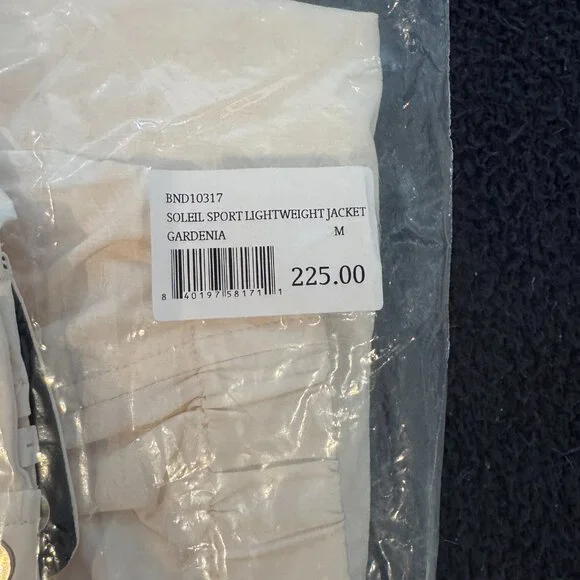 BND10317
SOLEIL SPORT LIGHTWEIGHT JACKET
GARDENIA M
225.00
8 40197 58171 1